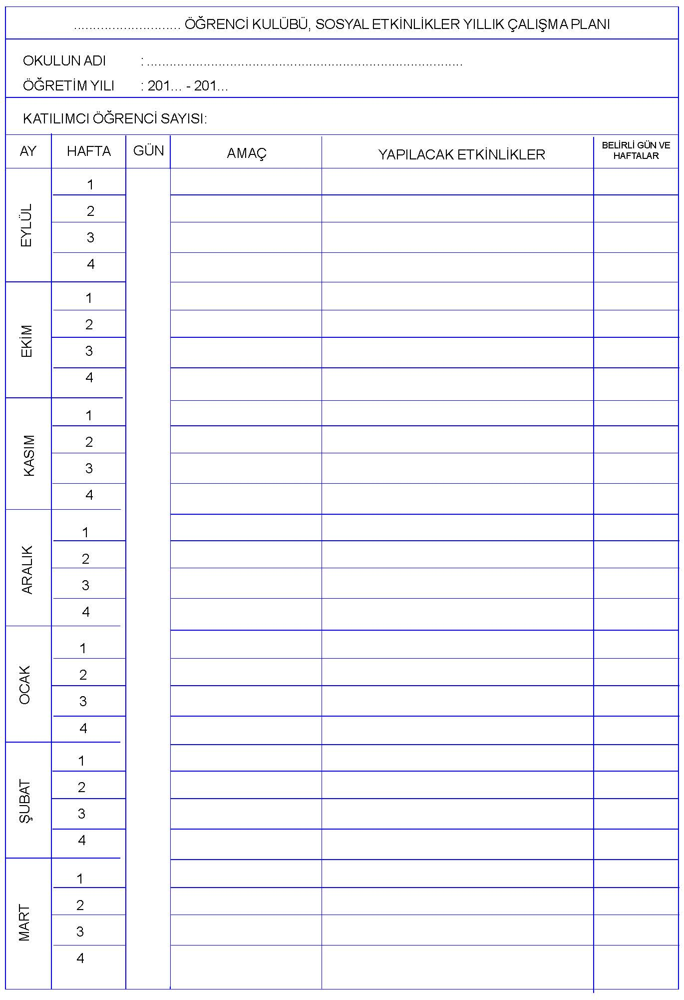 ............................ ÖĞRENCİ KULÜBÜ, SOSYAL ETKİNLİKLER YILLIK ÇALIŞMA PLANI
OKULUN ADI : ....................................................................................
ÖĞRETİM YILI : 201... - 201...
KATILIMCI ÖĞRENCİ SAYISI:
AY HAFTA GÜN AMAÇ YAPILACAK ETKİNLİKLER BELİRLİ GÜN VE
HAFTALAR
EYLÜL
1
2
3
4
EKİM
1
2
3
4
KASIM
1
2
3
4
ARALIK
1
2
3
4
OCAK
1
2
3
4
ŞUBAT
1
2
3
4
MART
1
2
3
4